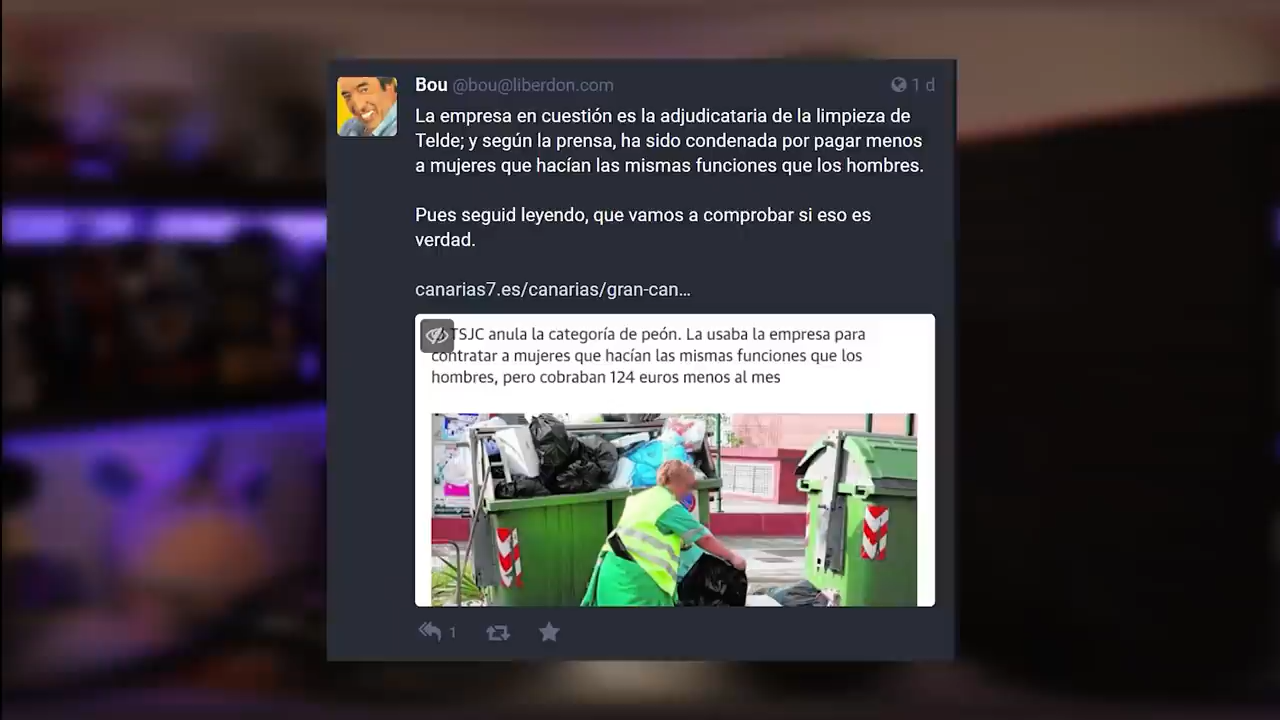 Bou @bou@liberdon.com 1 d
La empresa en cuestión es la adjudicataria de la limpieza de
Telde; y según la prensa, ha sido condenada por pagar menos
a mujeres que hacían las mismas funciones que los hombres.
Pues seguid leyendo, que vamos a comprobar si eso es
verdad.
canarias7.es/canarias/gran-can...
TSJC anula la categoría de peón. La usaba la empresa para
contratar a mujeres que hacían las mismas funciones que los
hombres, pero cobraban 124 euros menos al mes
1